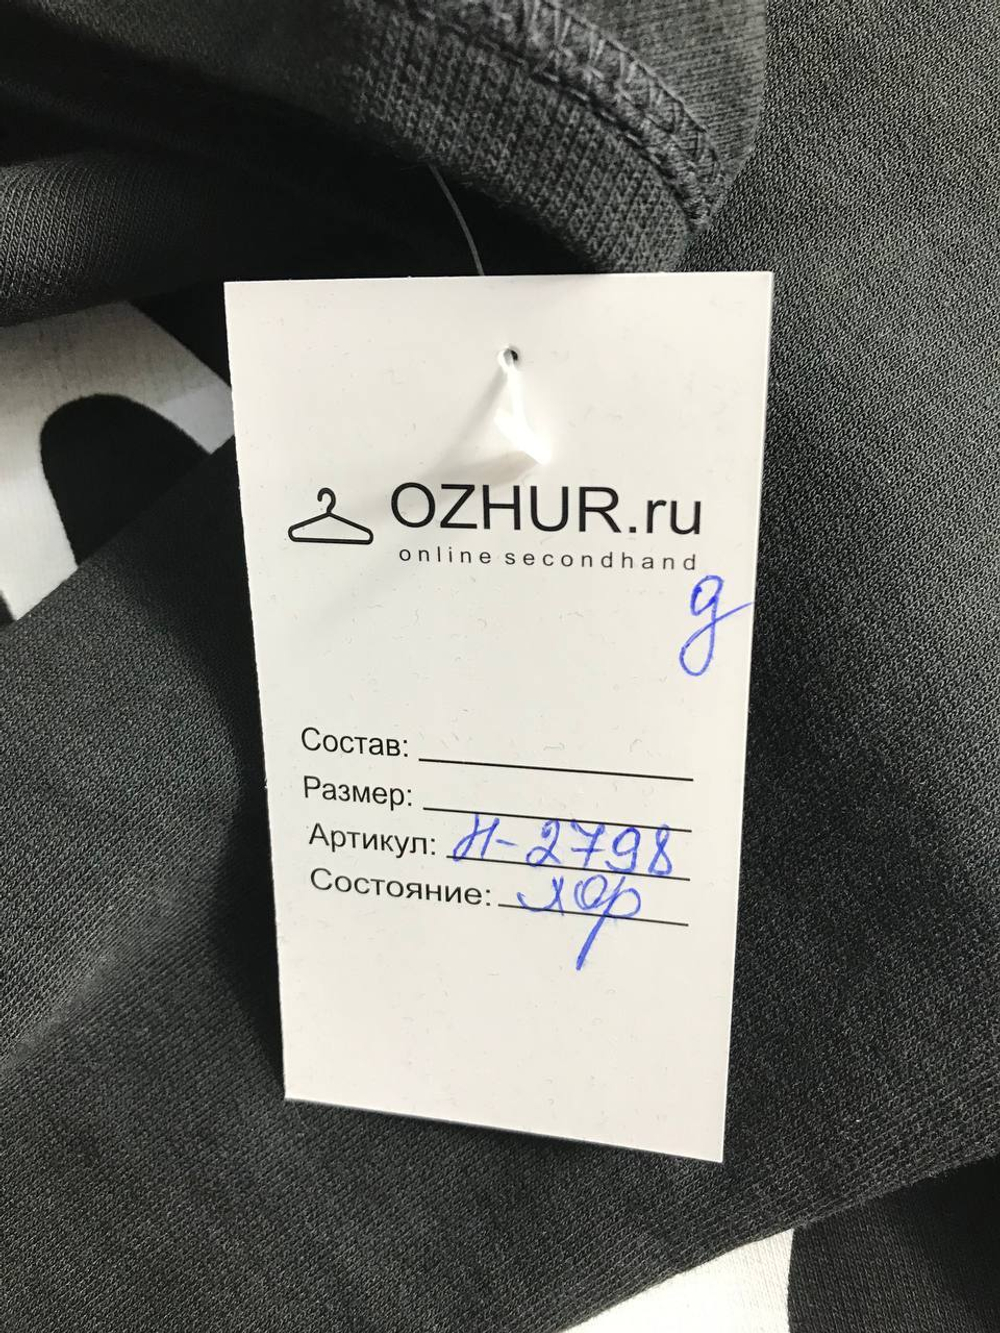 OZHUR.ru
online secondhand
д
Состав:
Размер:
Артикул: Н-2798
Состояние: хор